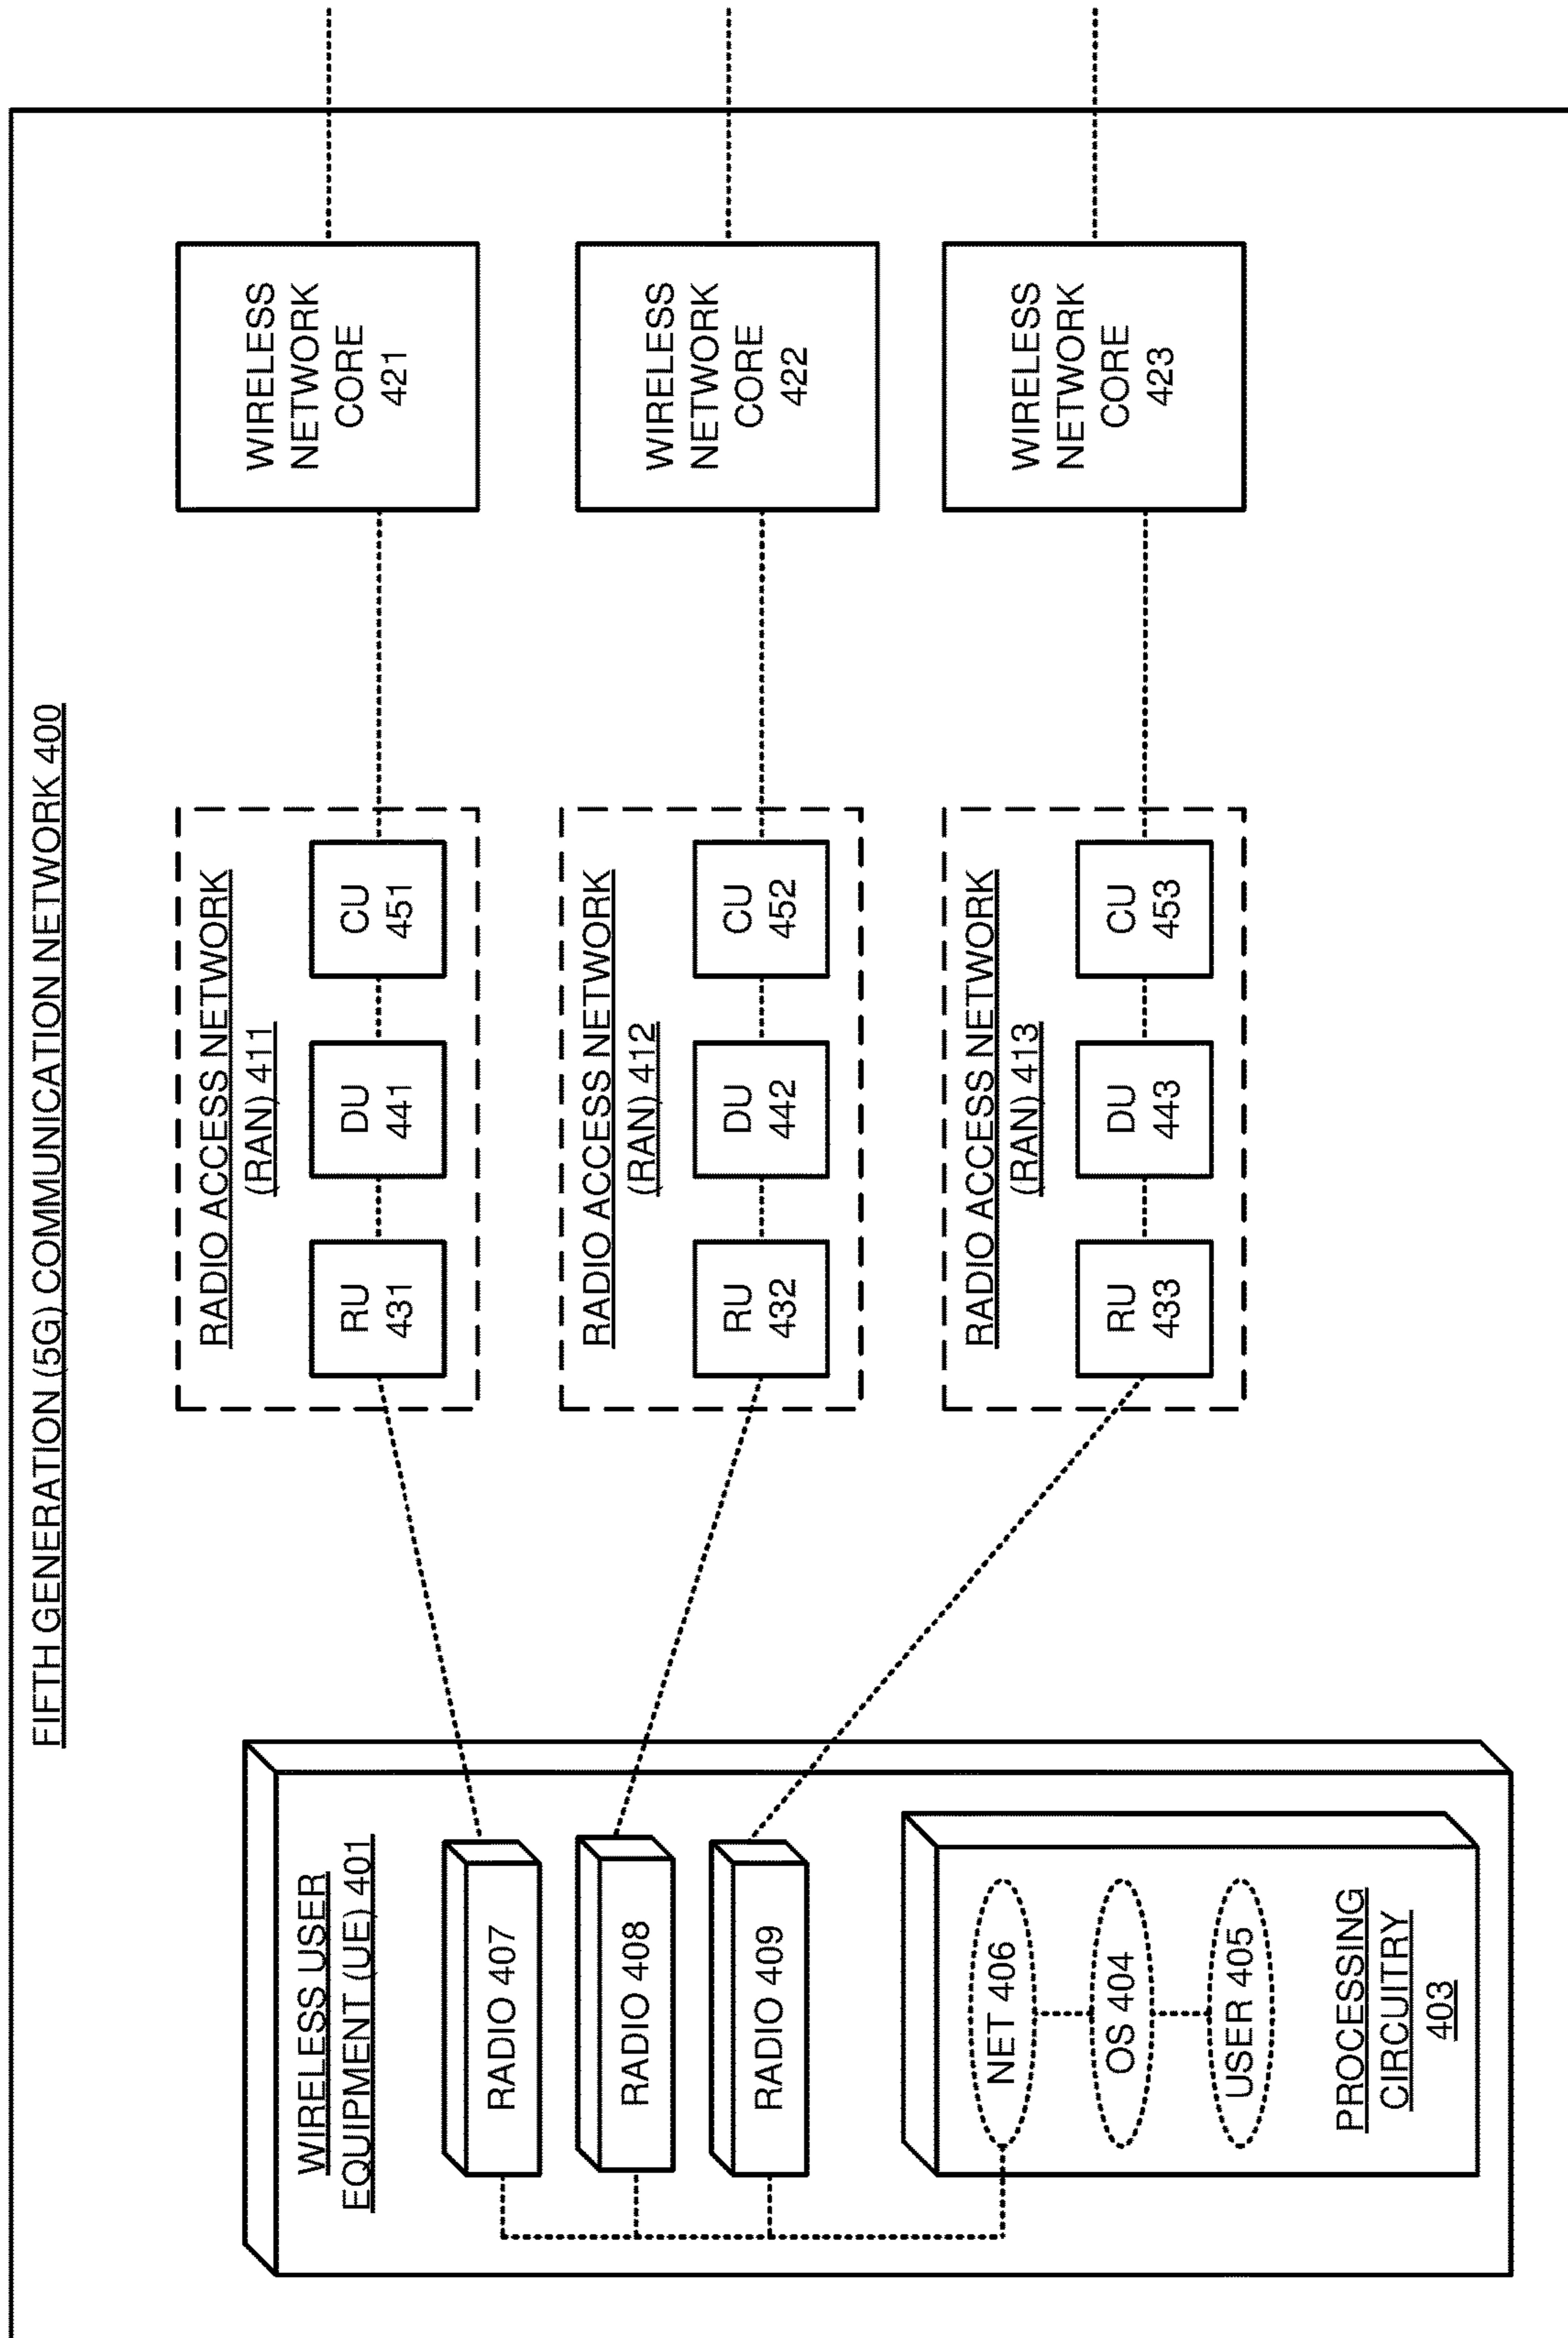 FIFTH GENERATION (5G) COMMUNICATION NETWORK 400
WIRELESS USER
EQUIPMENT (UE) 401
RADIO 407
RADIO 408
RADIO 409
NET 406
OS 404
USER 405
PROCESSING
CIRCUITRY
403
RADIO ACCESS NETWORK
(RAN) 411
RU
431
DU
441
CU
451
RADIO ACCESS NETWORK
(RAN) 412
RU
432
DU
442
CU
452
RADIO ACCESS NETWORK
(RAN) 413
RU
433
DU
443
CU
453
WIRELESS
NETWORK
CORE
421
WIRELESS
NETWORK
CORE
422
WIRELESS
NETWORK
CORE
423